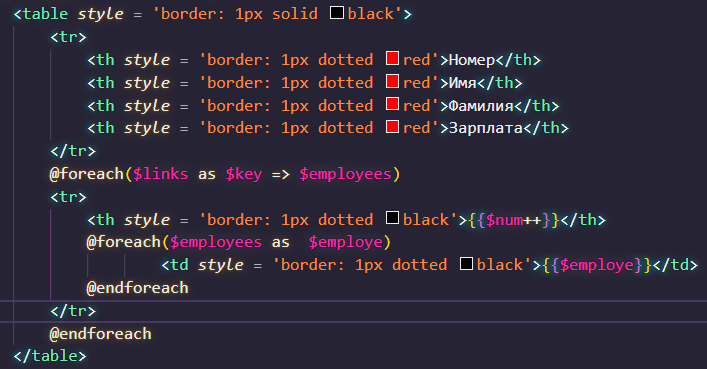 <table style = 'border: 1px solid black'>
<tr>
<th style = 'border: 1px dotted red'>Номер</th>
<th style = 'border: 1px dotted red'>Имя</th>
<th style = 'border: 1px dotted red'>Фамилия</th>
<th style = 'border: 1px dotted red'>Зарплата</th>
</tr>
@foreach($links as $key => $employees)
<tr>
<th style = 'border: 1px dotted black'>{{$num++}}</th>
@foreach($employees as  $employe)
<td style = 'border: 1px dotted black'>{{$employe}}</td>
@endforeach
</tr>
@endforeach
</table>